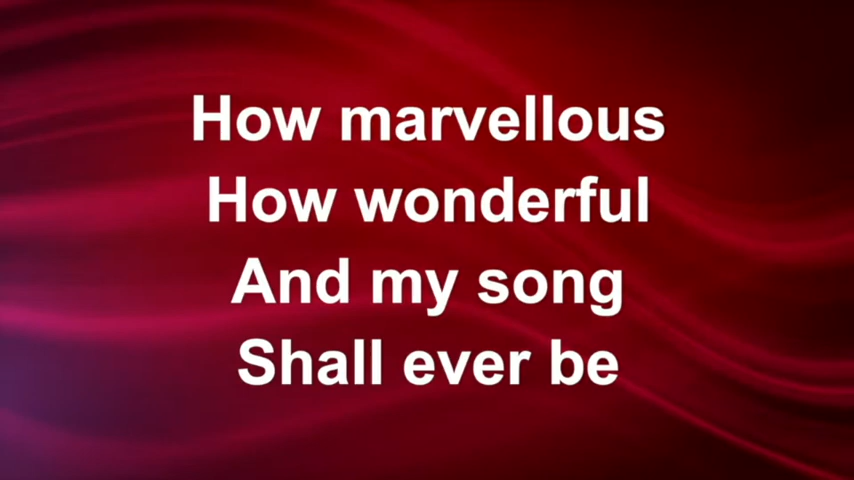 How marvellous
How wonderful
And my song
Shall ever be